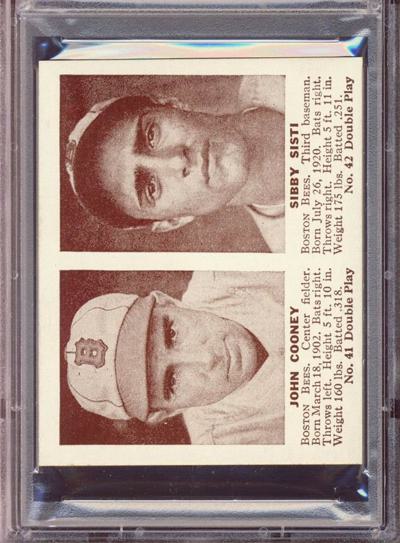 B
JOHN COONEY
BOSTON BEES. Center fielder.
Born March 18, 1902. Bats right.
Throws left. Height 5 ft. 10 in.
Weight 160 lbs. Batted .318.
No. 41 Double Play
SIBBY SISTI
BOSTON BEES. Third baseman.
Born July 26, 1920. Bats right.
Throws right. Height 5 ft. 11 in.
Weight 175 lbs. Batted .251.
No. 42 Double Play